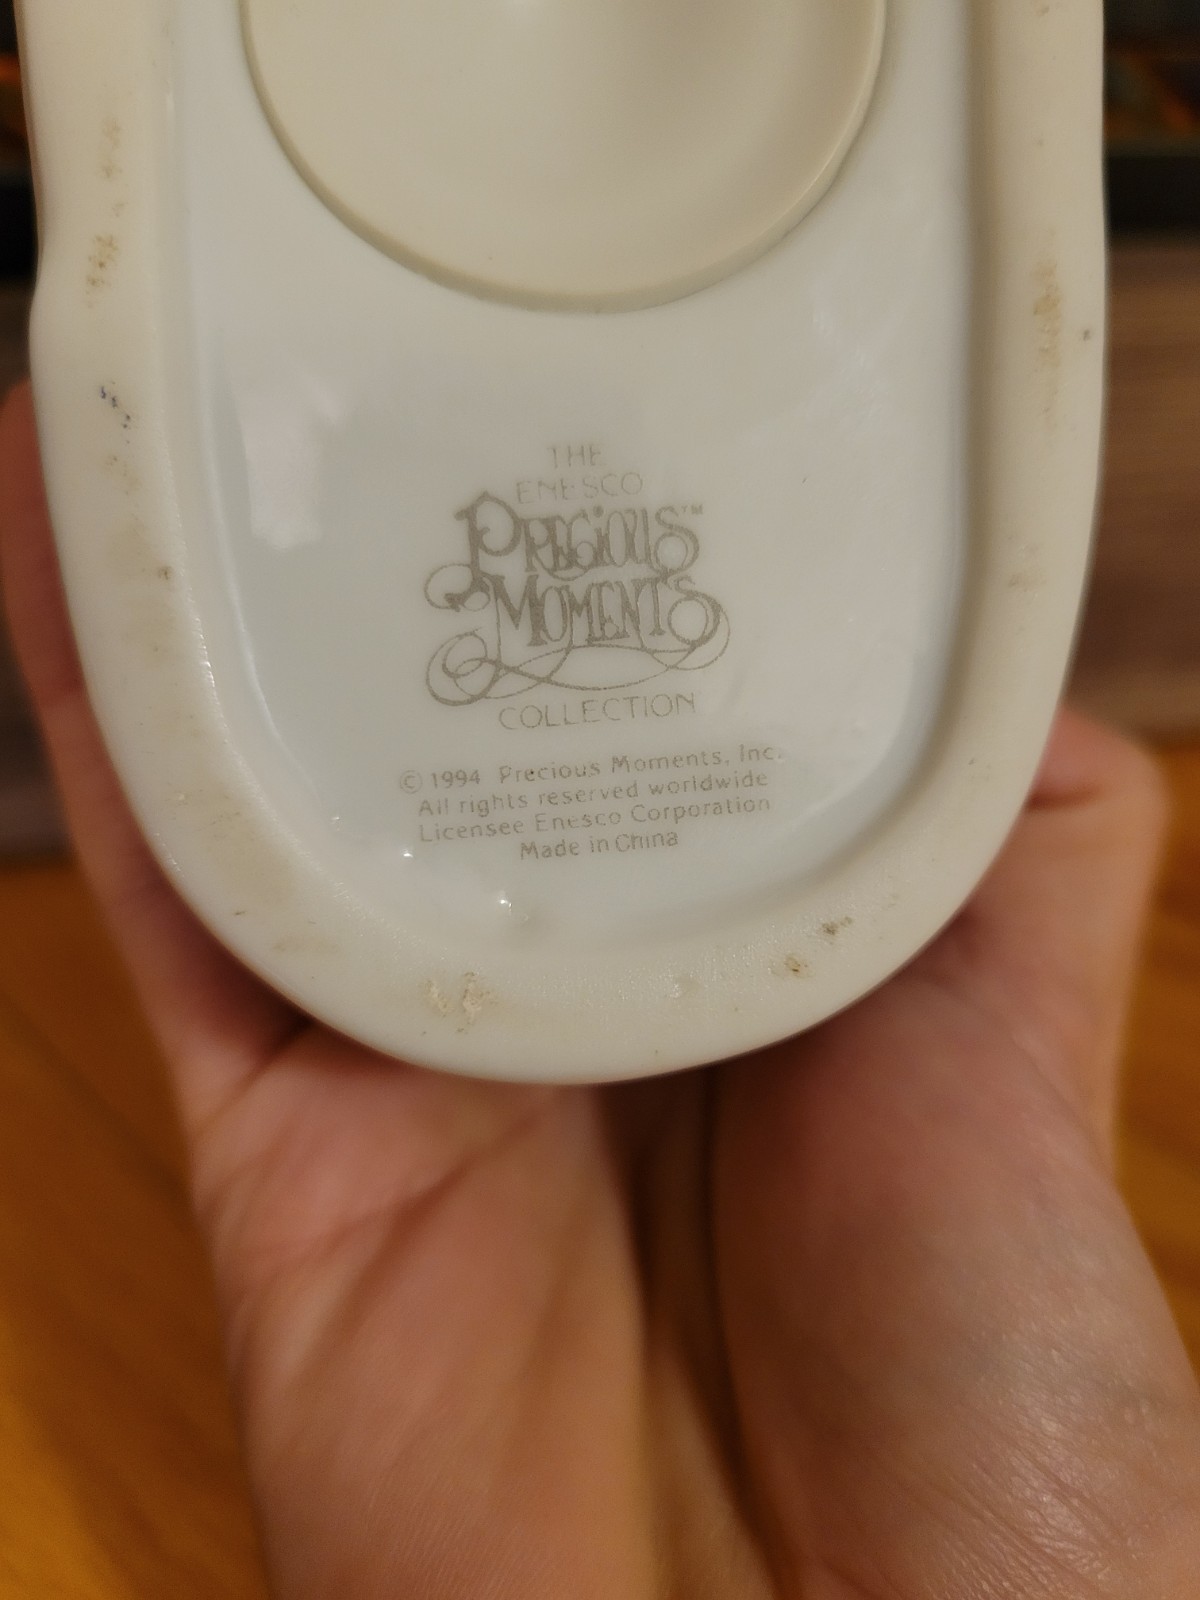 THE
ENESCO
PRECIOUS™
MOMENTS
COLLECTION
© 1994 Precious Moments, Inc.
All rights reserved worldwide
Licensee Enesco Corporation
Made in China